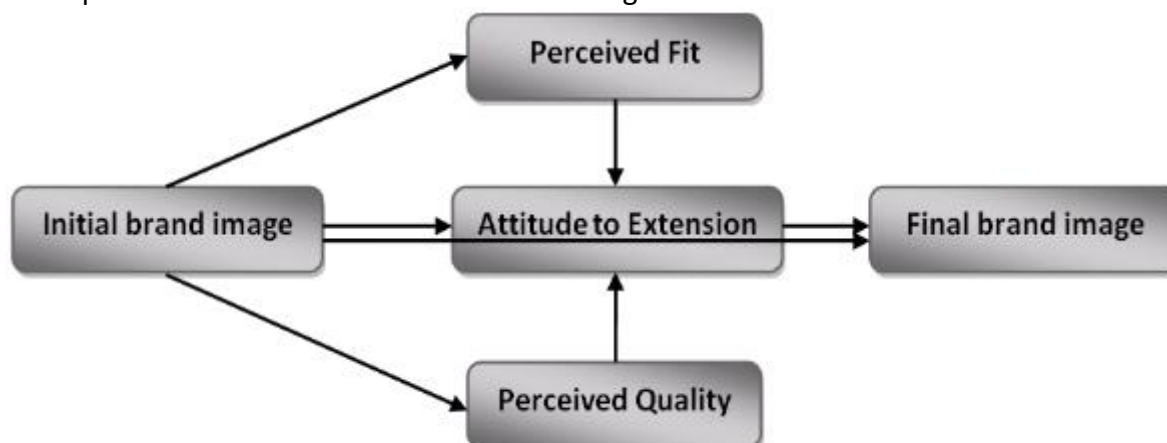 Perceived Fit
Initial brand image
Attitude to Extension
Final brand image
Perceived Quality